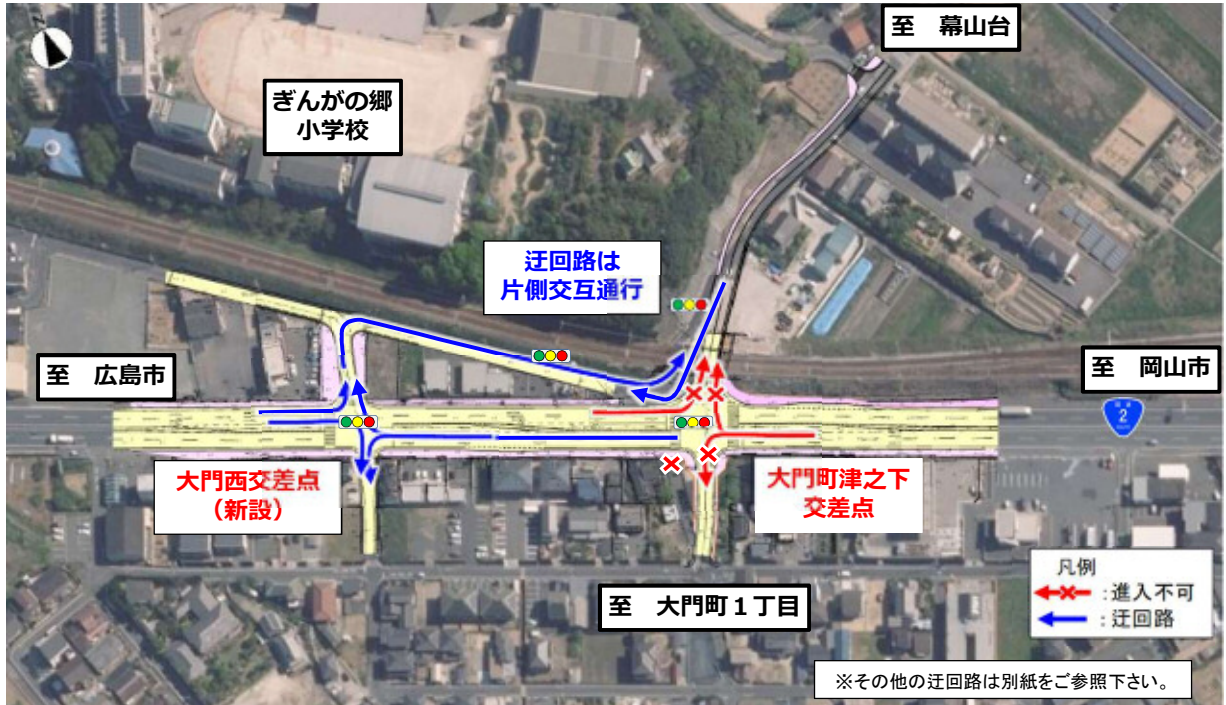 至 幕山台
ぎんがの郷
小学校
迂回路は
片側交互通行
至 広島市
至 岡山市
2
大門西交差点
（新設）
大門町津之下
交差点
至 大門町１丁目
凡例
：進入不可
：迂回路
※その他の迂回路は別紙をご参照下さい。